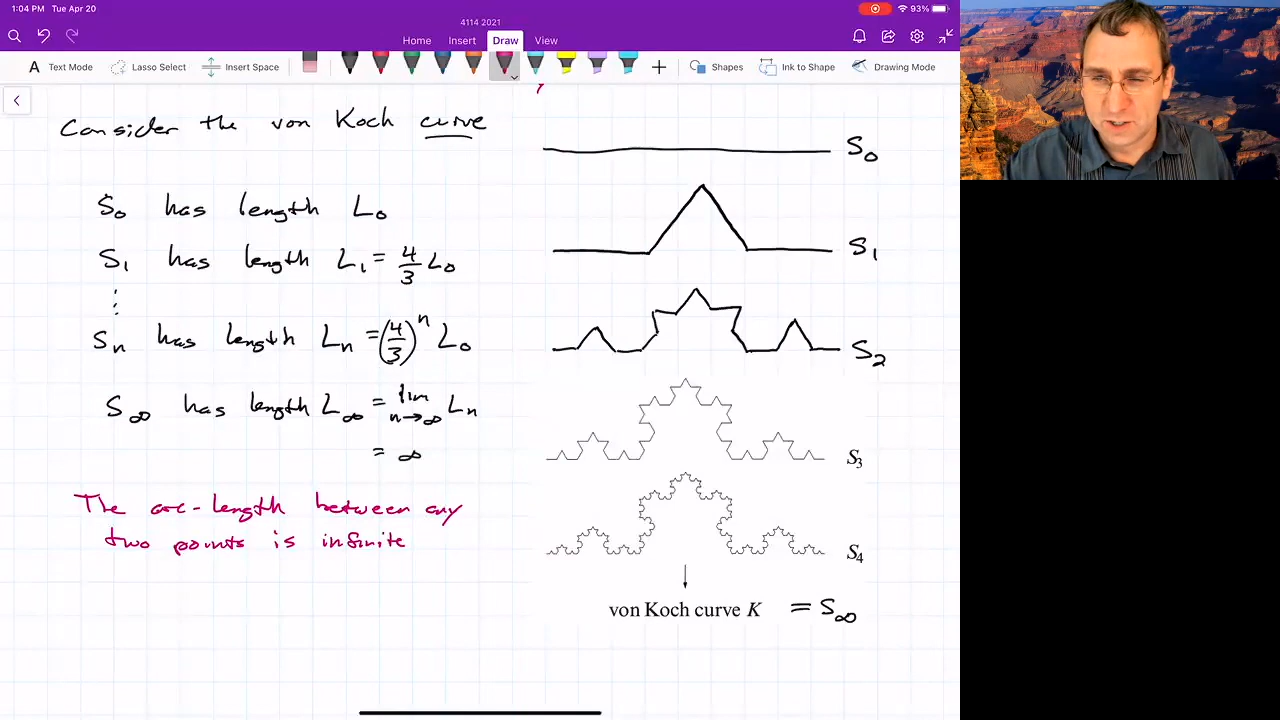 1:04 PM Tue Apr 20
93%
4114 2021
Home Insert Draw View
A Text Mode Lasso Select Insert Space Shapes Ink to Shape Drawing Mode
Consider the von Koch curve
S₀ has length L₀
S₁ has length L₁ = 4/3 L₀
⋮
Sₙ has length Lₙ = (4/3)ⁿ L₀
S∞ has length L∞ = lim n→∞ Lₙ
= ∞
The arc-length between any
two points is infinite
S₀
S₁
S₂
S₃
S₄
von Koch curve K = S∞